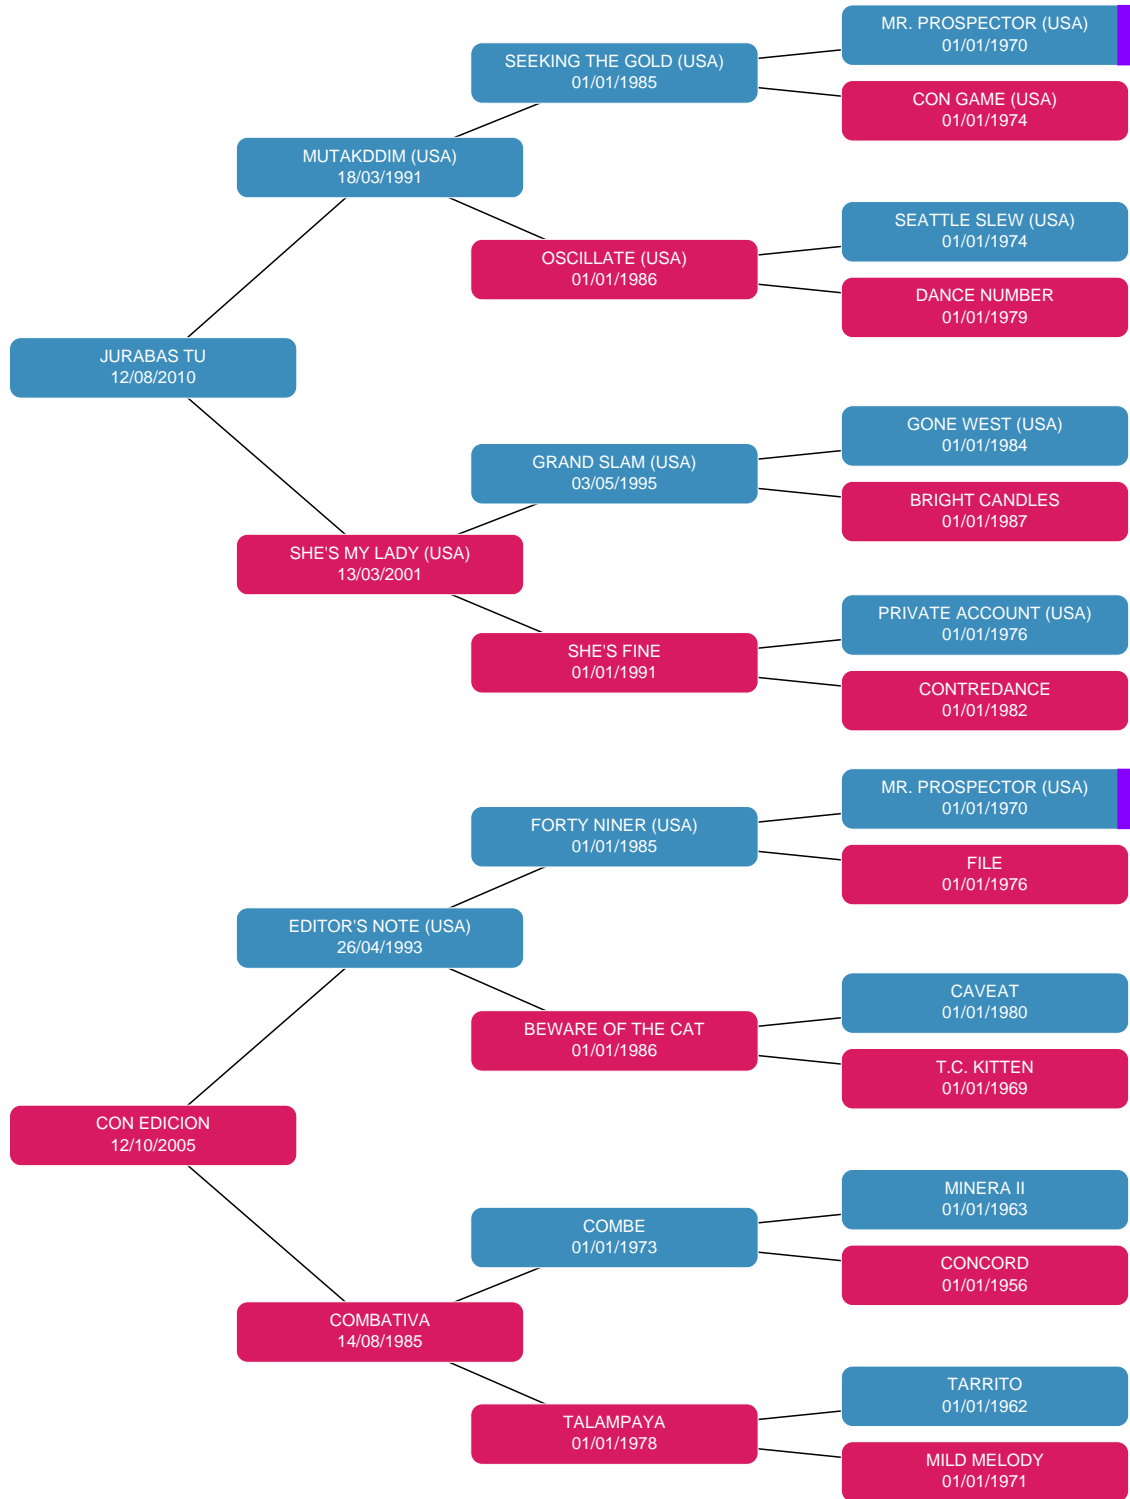 MR. PROSPECTOR (USA)
01/01/1970
SEEKING THE GOLD (USA)
01/01/1985
CON GAME (USA)
01/01/1974
MUTAKDDIM (USA)
18/03/1991
SEATTLE SLEW (USA)
01/01/1974
OSCILLATE (USA)
01/01/1986
DANCE NUMBER
01/01/1979
JURABAS TU
12/08/2010
GONE WEST (USA)
01/01/1984
GRAND SLAM (USA)
03/05/1995
BRIGHT CANDLES
01/01/1987
SHE'S MY LADY (USA)
13/03/2001
PRIVATE ACCOUNT (USA)
01/01/1976
SHE'S FINE
01/01/1991
CONTREDANCE
01/01/1982
MR. PROSPECTOR (USA)
01/01/1970
FORTY NINER (USA)
01/01/1985
FILE
01/01/1976
EDITOR'S NOTE (USA)
26/04/1993
CAVEAT
01/01/1980
BEWARE OF THE CAT
01/01/1986
T.C. KITTEN
01/01/1969
CON EDICION
12/10/2005
MINERA II
01/01/1963
COMBE
01/01/1973
CONCORD
01/01/1956
COMBATIVA
14/08/1985
TARRITO
01/01/1962
TALAMPAYA
01/01/1978
MILD MELODY
01/01/1971